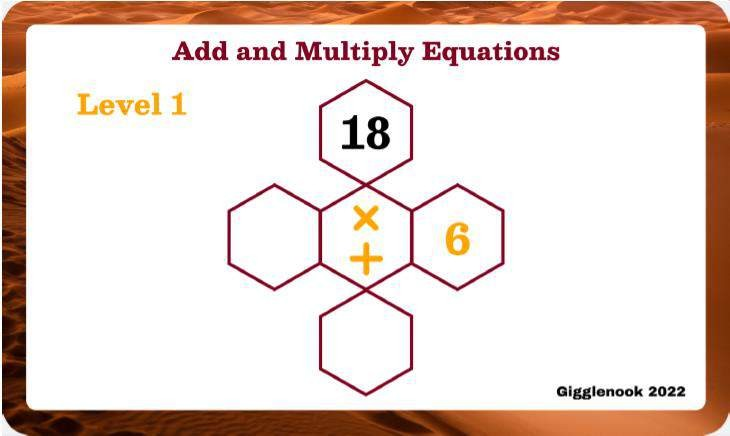 Add and Multiply Equations
Level 1
18
×
+
6
Gigglenook 2022